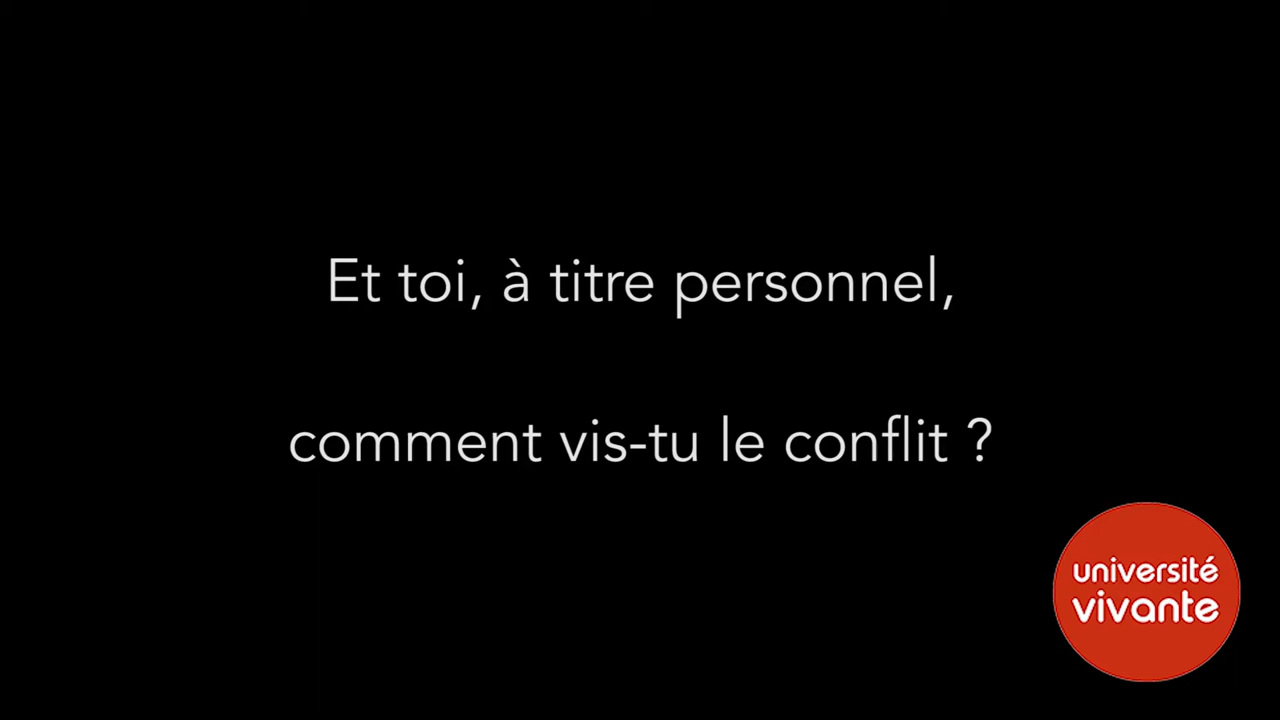 Et toi, à titre personnel,
comment vis-tu le conflit ?
université
vivante